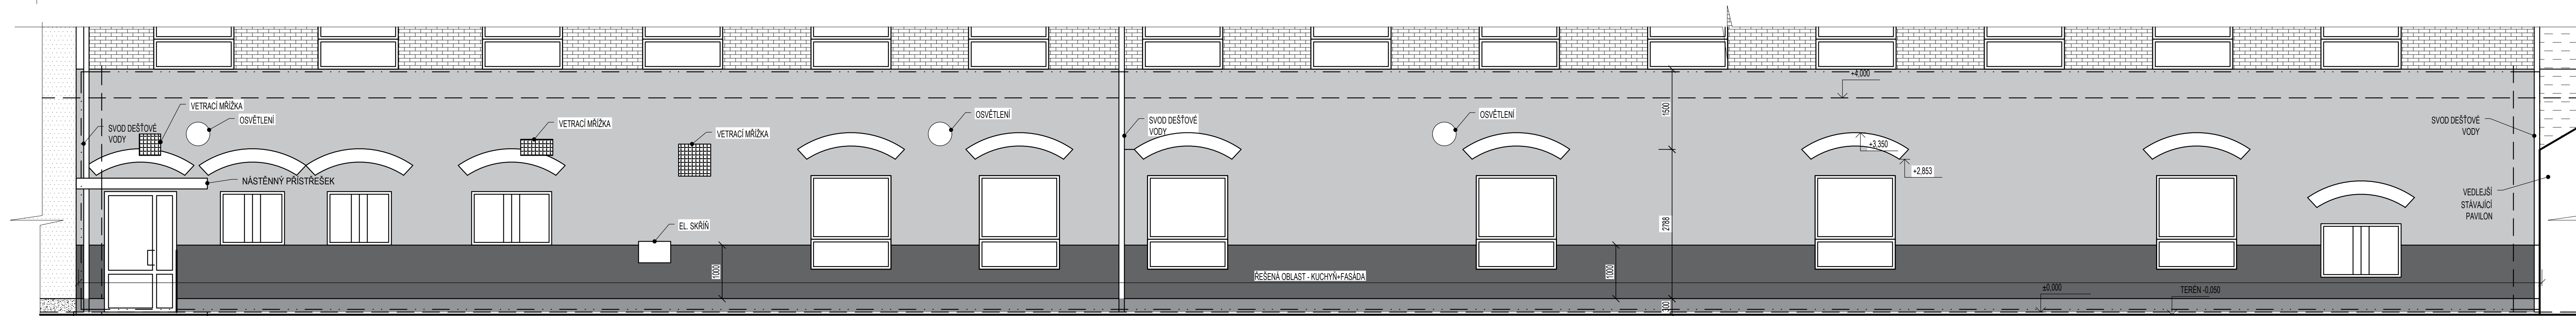 VETRACÍ MŘÍŽKA
OSVĚTLENÍ
SVOD DEŠŤOVÉ
VODY
NÁSTĚNNÝ PŘÍSTŘEŠEK
VETRACÍ MŘÍŽKA
VETRACÍ MŘÍŽKA
EL. SKŘÍŇ
1000
OSVĚTLENÍ
SVOD DEŠŤOVÉ
VODY
ŘEŠENÁ OBLAST - KUCHYŇ+FASÁDA
OSVĚTLENÍ
1000
1500
2788
300
+4,000
+3,350
+2,853
±0,000
TERÉN -0,050
SVOD DEŠŤOVÉ
VODY
VEDLEJŠÍ
STÁVAJÍCÍ
PAVILON